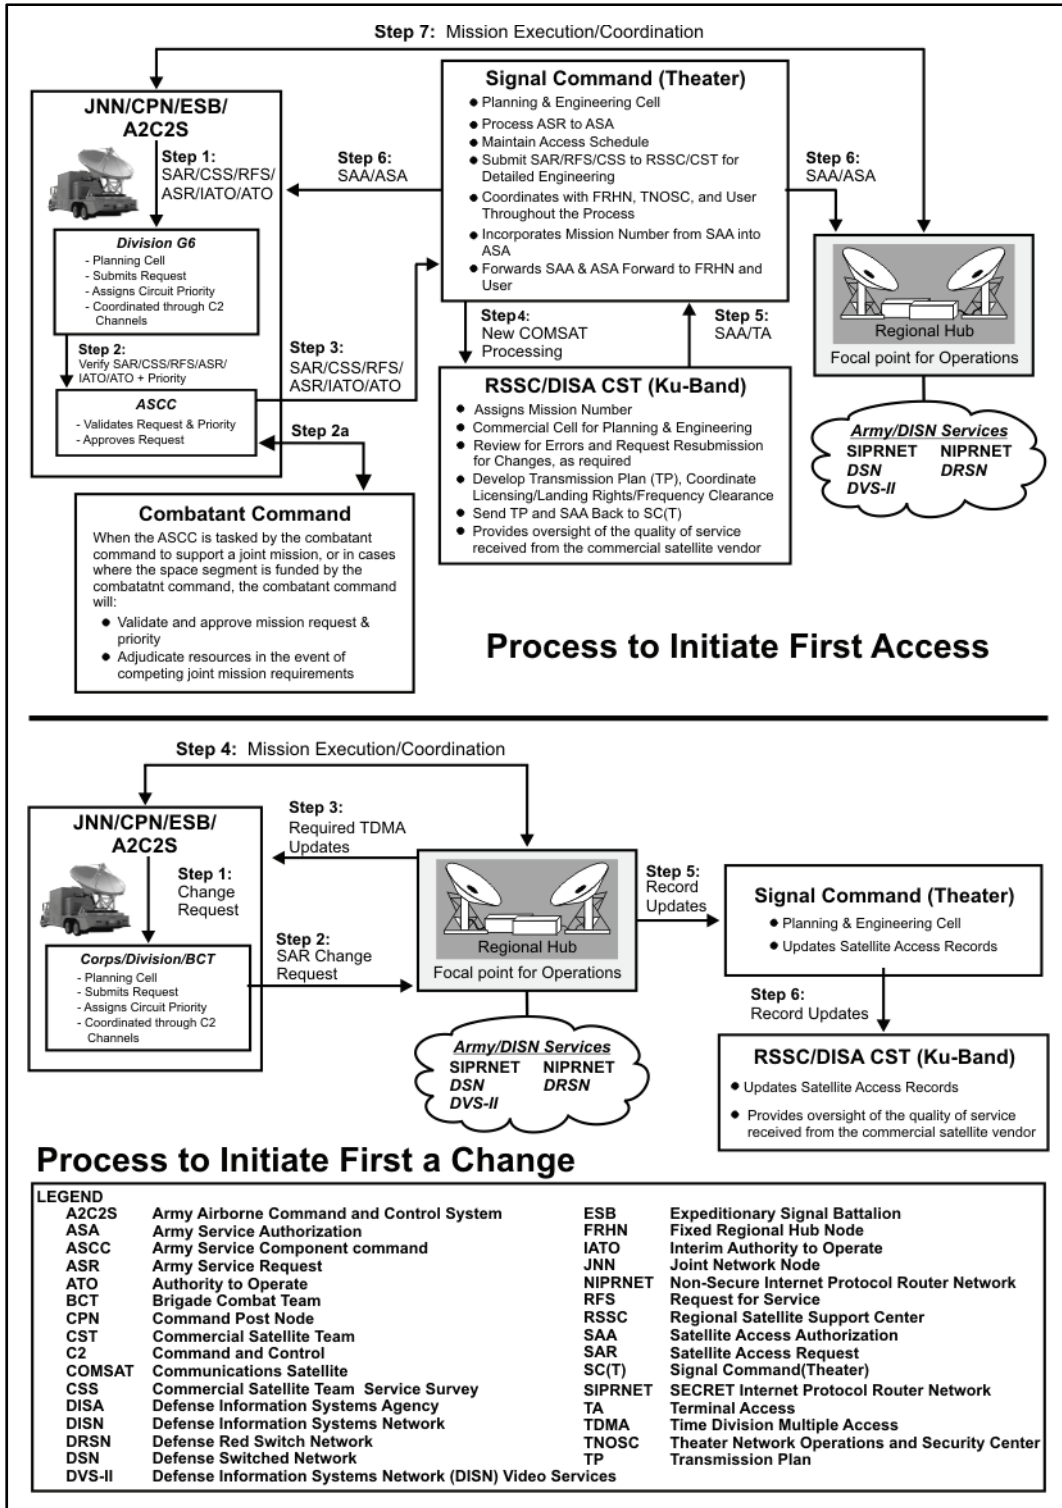 Step 7: Mission Execution/Coordination
JNN/CPN/ESB/
A2C2S
Step 1:
SAR/CSS/RFS/
ASR/IATO/ATO
Division G6
- Planning Cell
- Submits Request
- Assigns Circuit Priority
- Coordinated through C2
Channels
Step 2:
Verify SAR/CSS/RFS/ASR/
IATO/ATO + Priority
ASCC
- Validates Request & Priority
- Approves Request
Step 6:
SAA/ASA
Step 3:
SAR/CSS/RFS/
ASR/IATO/ATO
Step 2a
Signal Command (Theater)
● Planning & Engineering Cell
● Process ASR to ASA
● Maintain Access Schedule
● Submit SAR/RFS/CSS to RSSC/CST for
Detailed Engineering
● Coordinates with FRHN, TNOSC, and User
Throughout the Process
● Incorporates Mission Number from SAA into
ASA
● Forwards SAA & ASA Forward to FRHN and
User
Step 6:
SAA/ASA
Regional Hub
Focal point for Operations
Army/DISN Services
SIPRNET NIPRNET
DSN DRSN
DVS-II
Step 4:
New COMSAT
Processing
Step 5:
SAA/TA
RSSC/DISA CST (Ku-Band)
● Assigns Mission Number
● Commercial Cell for Planning & Engineering
● Review for Errors and Request Resubmission
for Changes, as required
● Develop Transmission Plan (TP), Coordinate
Licensing/Landing Rights/Frequency Clearance
● Send TP and SAA Back to SC(T)
● Provides oversight of the quality of service
received from the commercial satellite vendor
Combatant Command
When the ASCC is tasked by the combatant
command to support a joint mission, or in cases
where the space segment is funded by the
combatatnt command, the combatant command
will:
● Validate and approve mission request &
priority
● Adjudicate resources in the event of
competing joint mission requirements
Process to Initiate First Access
Step 4: Mission Execution/Coordination
JNN/CPN/ESB/
A2C2S
Step 1:
Change
Request
Corps/Division/BCT
- Planning Cell
- Submits Request
- Assigns Circuit Priority
- Coordinated through C2
Channels
Step 3:
Required TDMA
Updates
Step 2:
SAR Change
Request
Regional Hub
Focal point for Operations
Army/DISN Services
SIPRNET NIPRNET
DSN DRSN
DVS-II
Step 5:
Record
Updates
Signal Command (Theater)
● Planning & Engineering Cell
● Updates Satellite Access Records
Step 6:
Record Updates
RSSC/DISA CST (Ku-Band)
● Updates Satellite Access Records
● Provides oversight of the quality of service
received from the commercial satellite vendor
Process to Initiate First a Change
LEGEND
A2C2S Army Airborne Command and Control System
ASA Army Service Authorization
ASCC Army Service Component command
ASR Army Service Request
ATO Authority to Operate
BCT Brigade Combat Team
CPN Command Post Node
CST Commercial Satellite Team
C2 Command and Control
COMSAT Communications Satellite
CSS Commercial Satellite Team Service Survey
DISA Defense Information Systems Agency
DISN Defense Information Systems Network
DRSN Defense Red Switch Network
DSN Defense Switched Network
DVS-II Defense Information Systems Network (DISN) Video Services
ESB Expeditionary Signal Battalion
FRHN Fixed Regional Hub Node
IATO Interim Authority to Operate
JNN Joint Network Node
NIPRNET Non-Secure Internet Protocol Router Network
RFS Request for Service
RSSC Regional Satellite Support Center
SAA Satellite Access Authorization
SAR Satellite Access Request
SC(T) Signal Command(Theater)
SIPRNET SECRET Internet Protocol Router Network
TA Terminal Access
TDMA Time Division Multiple Access
TNOSC Theater Network Operations and Security Center
TP Transmission Plan